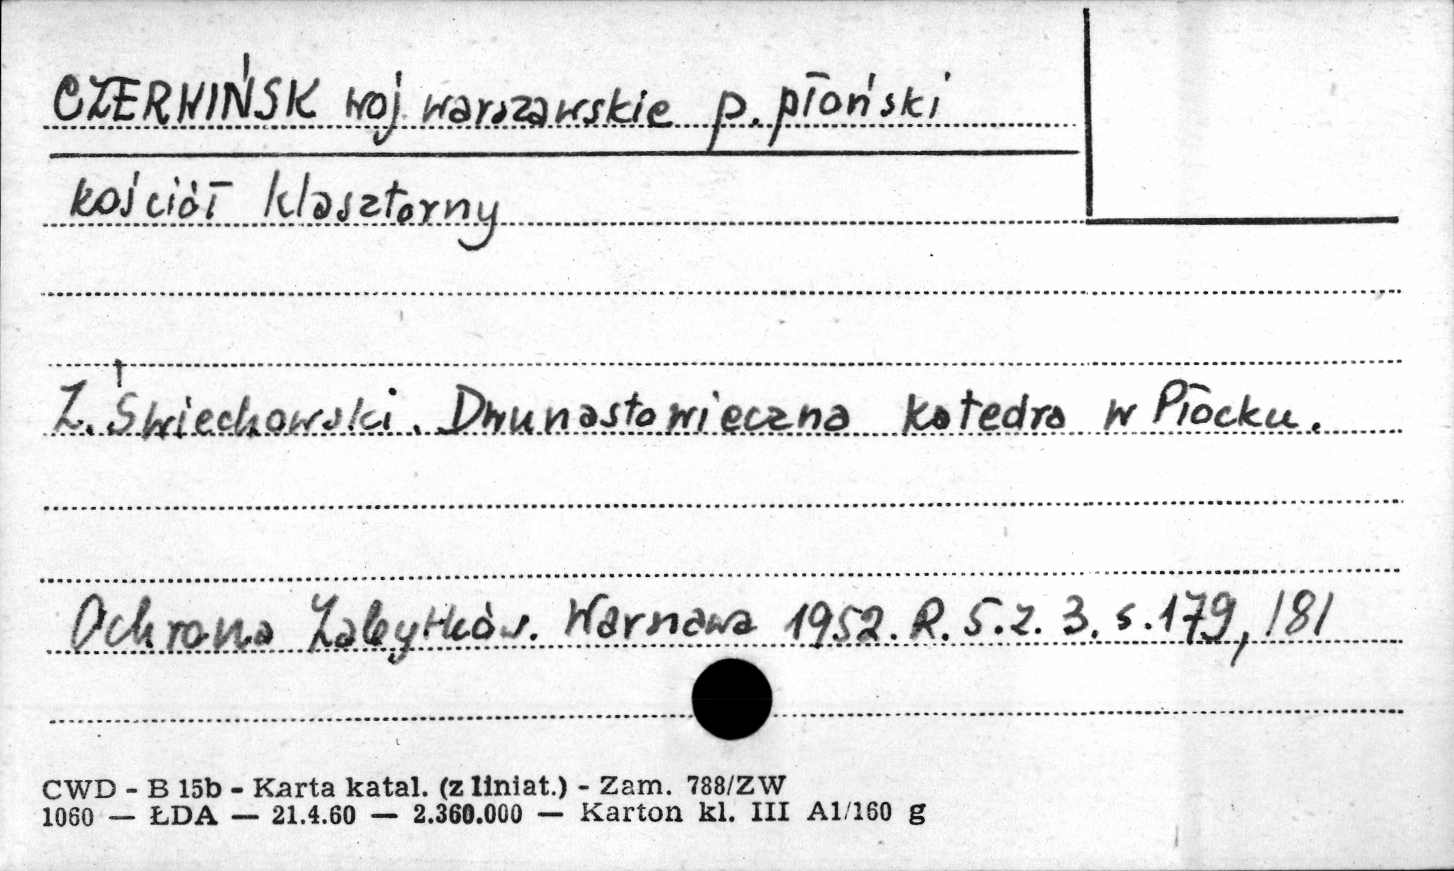 CZERWIŃSK woj warszawskie p. płoński
kościół klasztorny
Z. Świechowski. Dwunastowieczna katedra w Płocku.
Ochrona Zabytków. Warszawa 1952. R. 5. z. 3. s. 179, 181
CWD - B 15b - Karta katal. (z liniat.) - Zam. 788/ZW
1060 — ŁDA — 21.4.60 — 2.360.000 — Karton kl. III A1/160 g